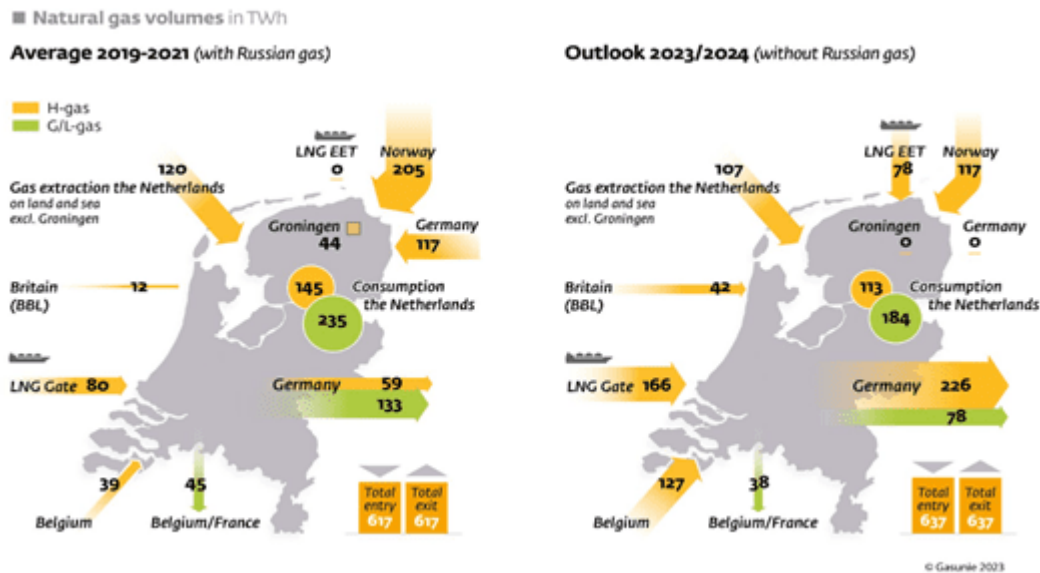 Natural gas volumes in TWh
Average 2019-2021 (with Russian gas)
H-gas
G/L-gas
LNG EET
0
Norway
205
120
Gas extraction the Netherlands
on land and sea
excl. Groningen
Groningen
44
Germany
117
Britain
(BBL)
12
145
235
Consumption
the Netherlands
LNG Gate 80
Germany 59
133
39
Belgium
45
Belgium/France
Total
entry
617
Total
exit
617
Outlook 2023/2024 (without Russian gas)
LNG EET
78
Norway
117
107
Gas extraction the Netherlands
on land and sea
excl. Groningen
Groningen
0
Germany
0
Britain
(BBL)
42
113
184
Consumption
the Netherlands
LNG Gate 166
Germany 226
78
127
Belgium
38
Belgium/France
Total
entry
637
Total
exit
637
© Gasunie 2023